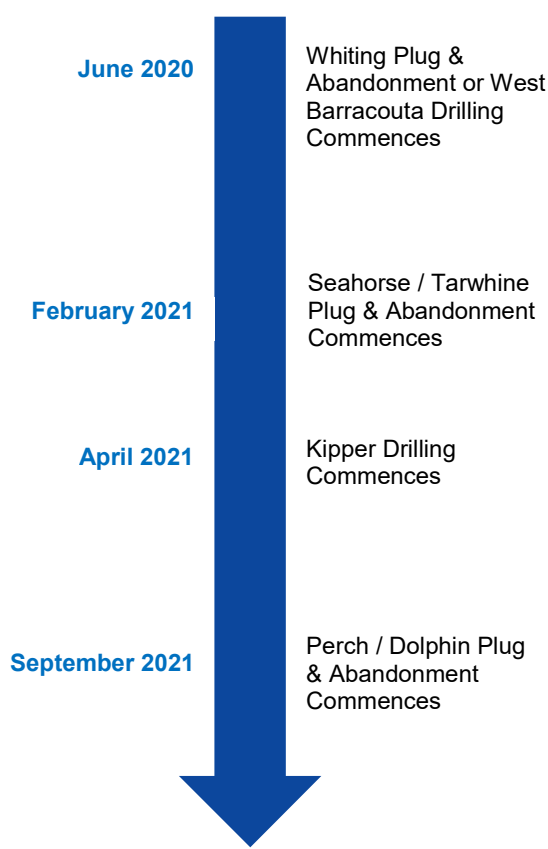 June 2020
Whiting Plug &
Abandonment or West
Barracouta Drilling
Commences
February 2021
Seahorse / Tarwhine
Plug & Abandonment
Commences
April 2021
Kipper Drilling
Commences
September 2021
Perch / Dolphin Plug
& Abandonment
Commences